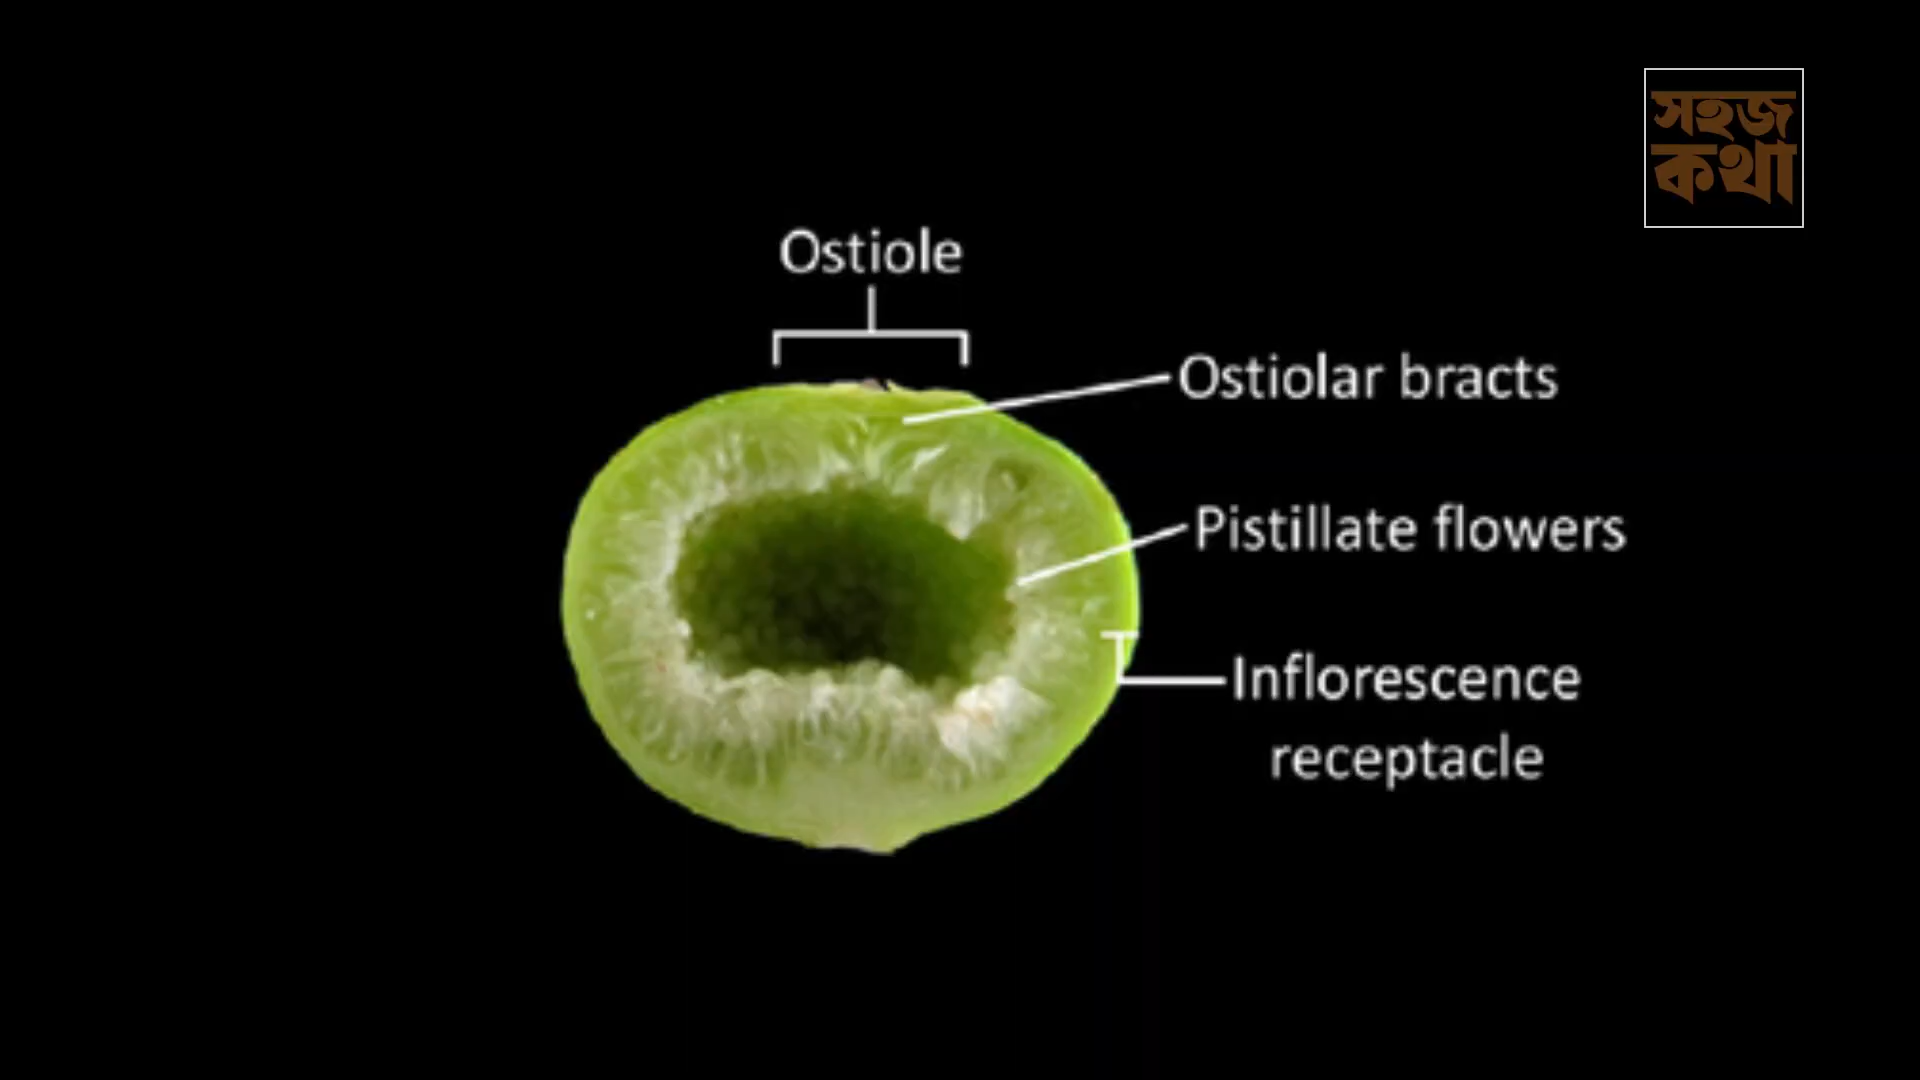 সহজ
কথা
Ostiole
Ostiolar bracts
Pistillate flowers
Inflorescence
receptacle